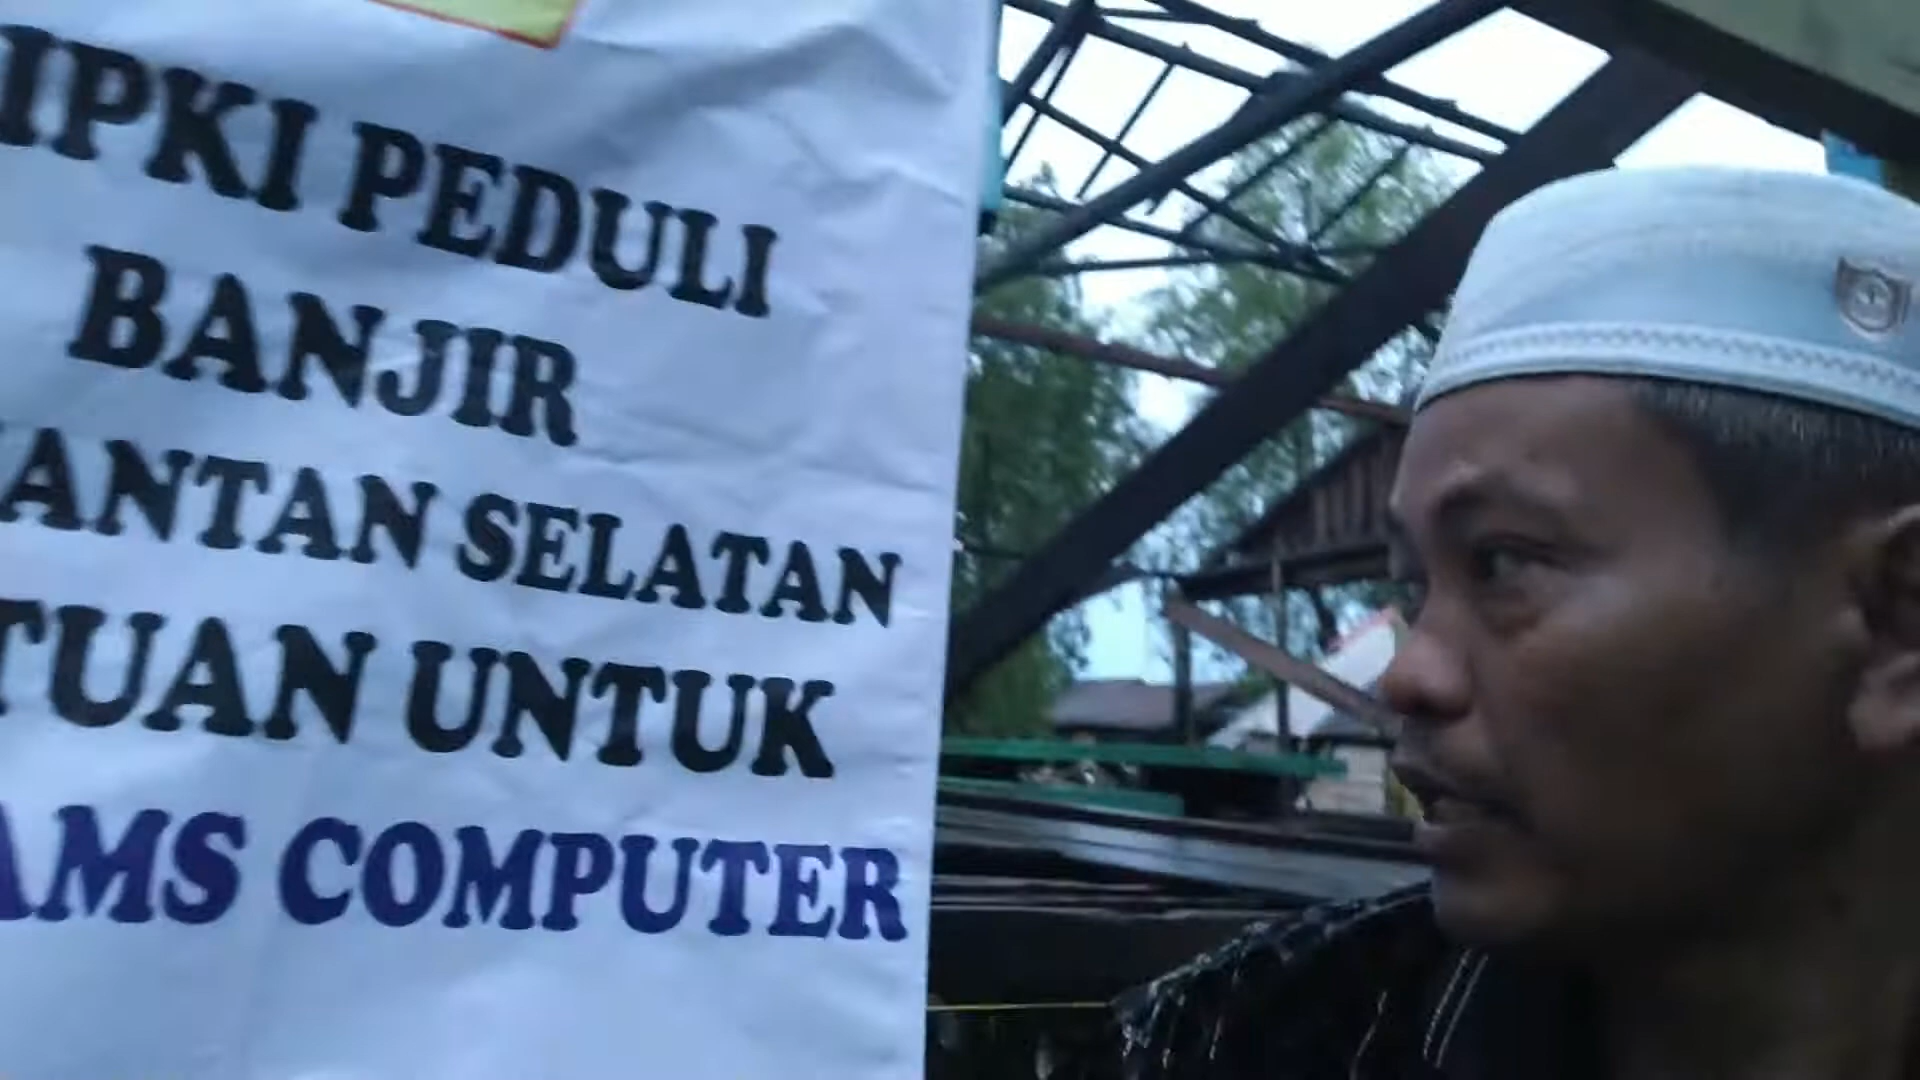 IPKI PEDULI
BANJIR
ANTAN SELATAN
TUAN UNTUK
AMS COMPUTER